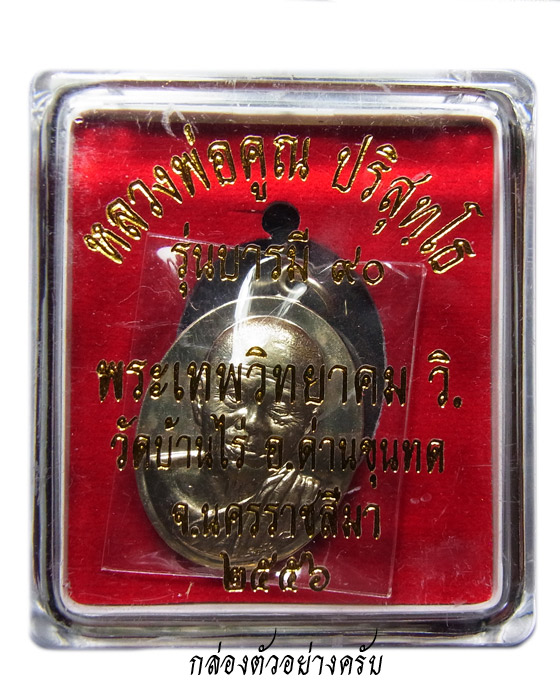 หลวงพ่อคูณ ปริสุทฺโธ
รุ่นบารมี ๙๐
พระเทพวิทยาคม วิ.
วัดบ้านไร่ อ.ด่านขุนทด
จ.นครราชสีมา
๒๕๕๖
กล่องตัวอย่างครับ